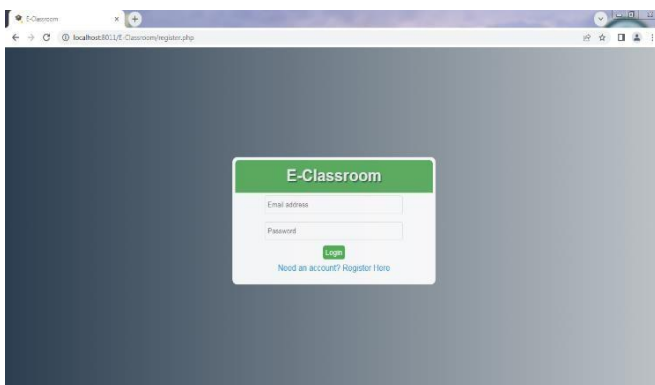 E-Classroom
localhost:8011/E-Classroom/register.php
E-Classroom
Email address
Password
Login
Need an account? Register Here